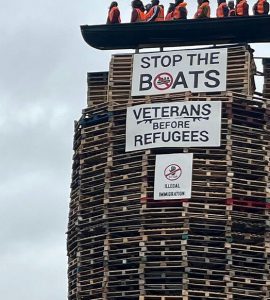 STOP THE
BOATS
VETERANS
BEFORE
REFUGEES
ILLEGAL
IMMIGRATION